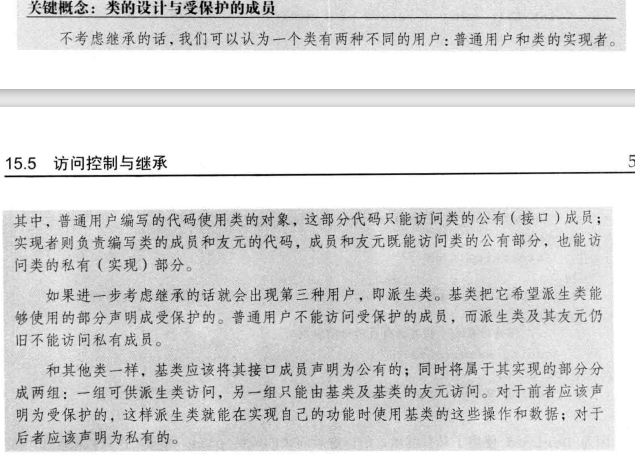 关键概念：类的设计与受保护的成员
不考虑继承的话，我们可以认为一个类有两种不同的用户：普通用户和类的实现者。
15.5 访问控制与继承
其中，普通用户编写的代码使用类的对象，这部分代码只能访问类的公有（接口）成员；
实现者则负责编写类的成员和友元的代码，成员和友元既能访问类的公有部分，也能访
问类的私有（实现）部分。
如果进一步考虑继承的话就会出现第三种用户，即派生类。基类把它希望派生类能
够使用的部分声明成受保护的。普通用户不能访问受保护的成员，而派生类及其友元仍
旧不能访问私有成员。
和其他类一样，基类应该将其接口成员声明为公有的；同时将属于其实现的部分分
成两组：一组可供派生类访问，另一组只能由基类及基类的友元访问。对于前者应该声
明为受保护的，这样派生类就能在实现自己的功能时使用基类的这些操作和数据；对于
后者应该声明为私有的。